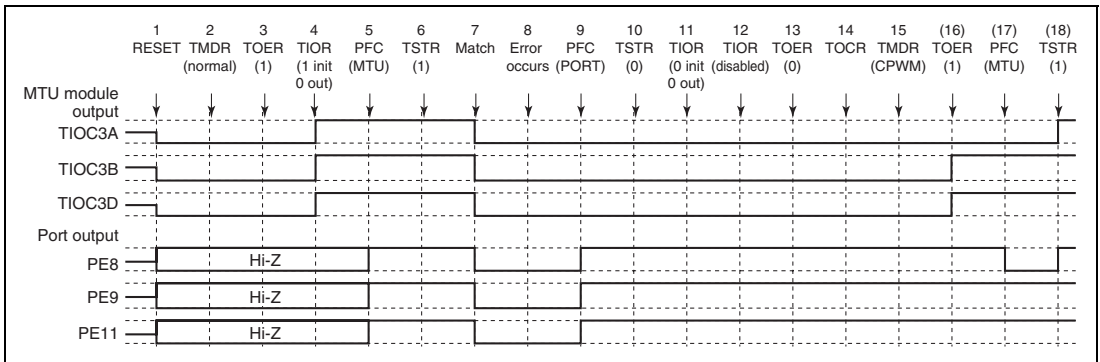 1 2 3 4 5 6 7 8 9 10 11 12 13 14 15 (16) (17) (18)
RESET TMDR TOER TIOR PFC TSTR Match Error PFC TSTR TIOR TIOR TOER TOCR TMDR TOER PFC TSTR
(normal) (1) (1 init (MTU) (1) occurs (PORT) (0) (0 init (disabled) (0) (CPWM) (1) (MTU) (1)
0 out) 0 out)
MTU module
output
TIOC3A
TIOC3B
TIOC3D
Port output
PE8 Hi-Z
PE9 Hi-Z
PE11 Hi-Z